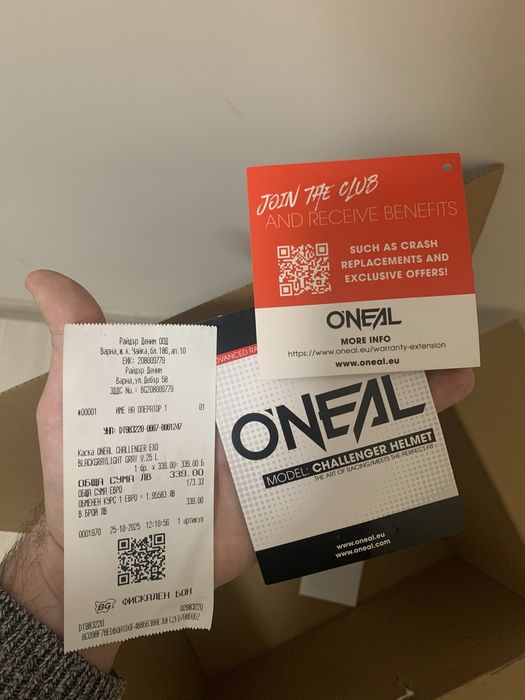 JOIN THE CLUB
AND RECEIVE BENEFITS
SUCH AS CRASH
REPLACEMENTS AND
EXCLUSIVE OFFERS!
O'NEAL
MORE INFO
https://www.oneal.eu/warranty-extension
www.oneal.eu
ADVANCED RA
O'NEAL
MODEL: CHALLENGER HELMET
THE ART OF RACING/MEETS THE PERFECT-FIT
www.oneal.eu
www.oneal.com
Райдър Деним ООД
Варна,ж.к. Чайка,бл.186,ап.10
ЕИК: 208009779
Райдър Деним
Варна,ул.Дебър 58
ЗДДС No.: BG208009779
#00001 ИМЕ НА ОПЕРАТОР 1 01
УНП: DT983220-0007-0001247
Каска ONEAL CHALLENGER EXO
BLACKGRAYLIGHT GRAY V.25 L
1 бр. x 339.00= 339.00 Б
ОБЩА СУМА ЛВ 339.00
ОБЩА СУМА ЕВРО 173.33
ОБМЕНЕН КУРС 1 ЕВРО = 1.95583 ЛВ
В БРОЙ ЛВ 339.00
0001970 25-10-2025 12:10:56 1 артикул
BG ФИСКАЛЕН БОН
DT983220 02983220